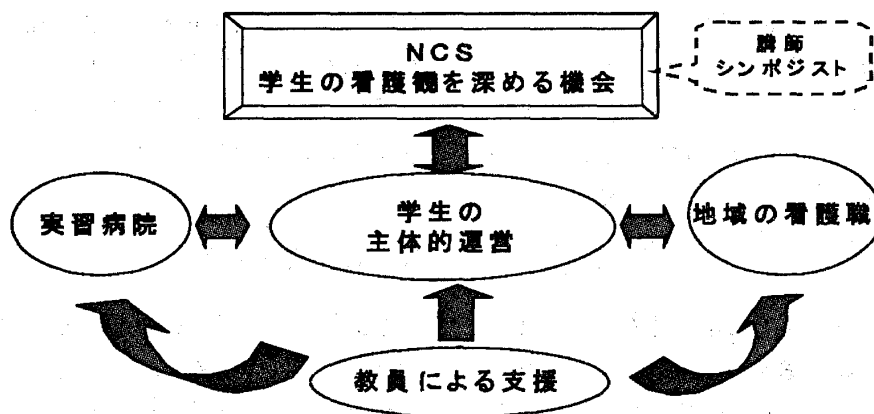 NCS
学生の看護観を深める機会
講師
シンポジスト
実習病院
学生の
主体的運営
地域の看護職
教員による支援